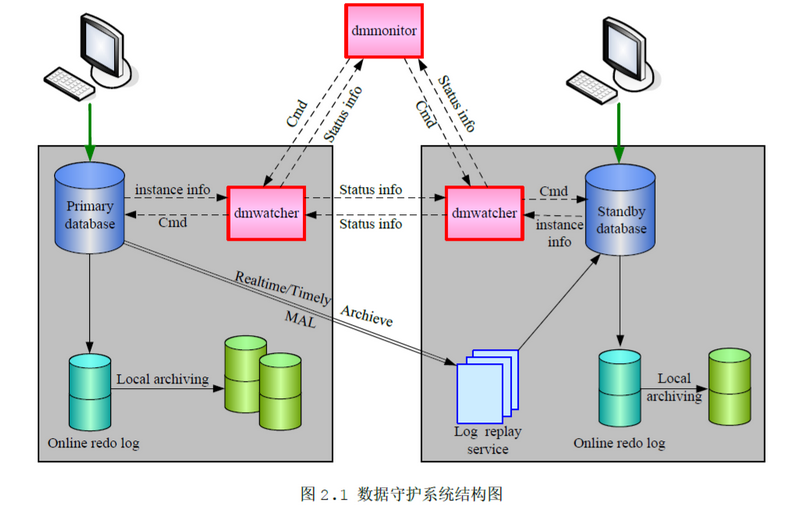 dmmonitor
Cmd
Status info
Cmd
Status info
Primary
database
instance info
Cmd
dmwatcher
Status info
Status info
dmwatcher
Cmd
instance
info
Standby
database
Realtime/Timely
Archieve
MAL
Local archiving
Online redo log
Log replay
service
Local
archiving
Online redo log
图 2.1 数据守护系统结构图